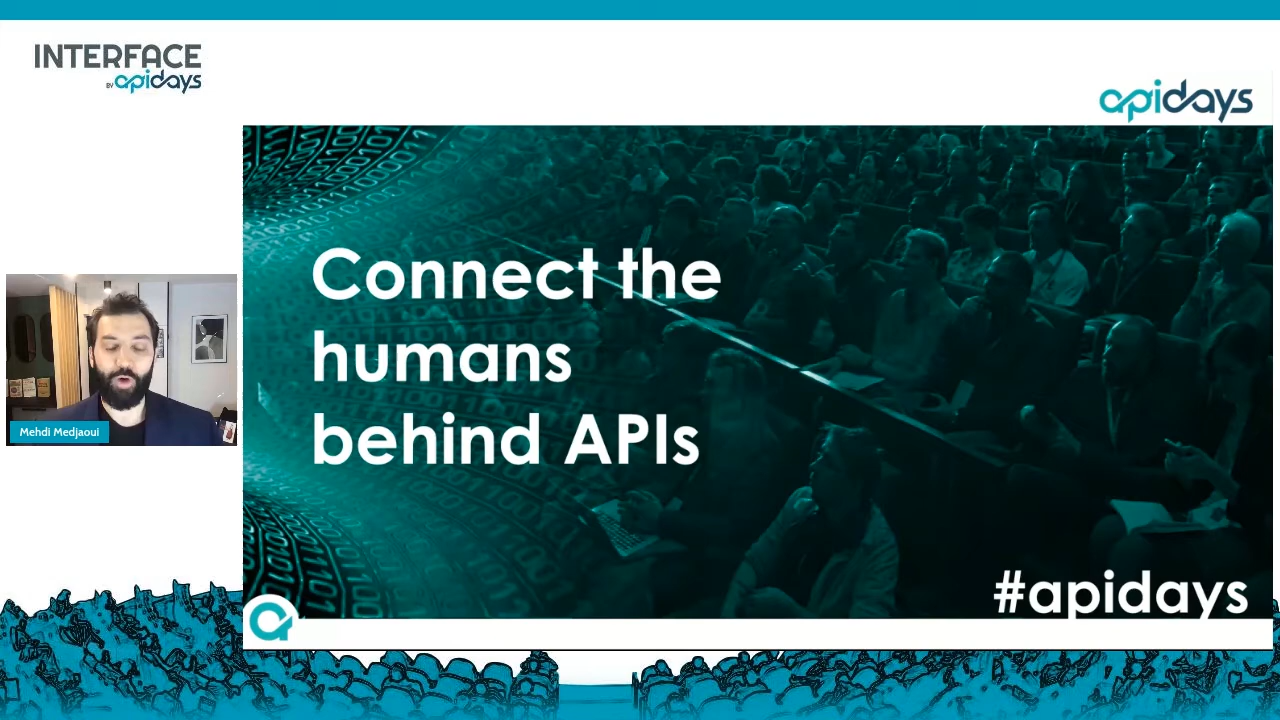 INTERFACE
BY apidays
apidays
Connect the
humans
behind APIs
Mehdi Medjaoui
#apidays